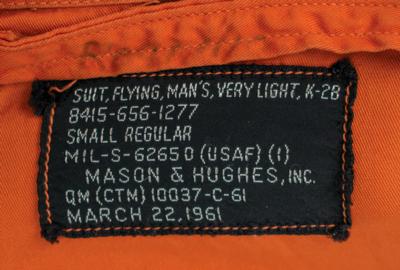 SUIT, FLYING, MAN'S, VERY LIGHT, K-2B
8415-656-1277
SMALL REGULAR
MIL-S-6265D (USAF) (1)
MASON & HUGHES, INC.
QM (CTM) 10037-C-61
MARCH 22, 1961